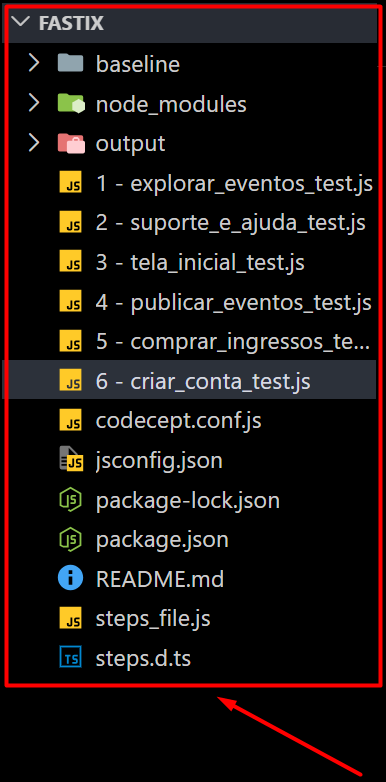 FASTIX
baseline
node_modules
output
JS 1 - explorar_eventos_test.js
JS 2 - suporte_e_ajuda_test.js
JS 3 - tela_inicial_test.js
JS 4 - publicar_eventos_test.js
JS 5 - comprar_ingressos_te...
JS 6 - criar_conta_test.js
JS codecept.conf.js
JS jsconfig.json
JS package-lock.json
JS package.json
README.md
JS steps_file.js
TS steps.d.ts